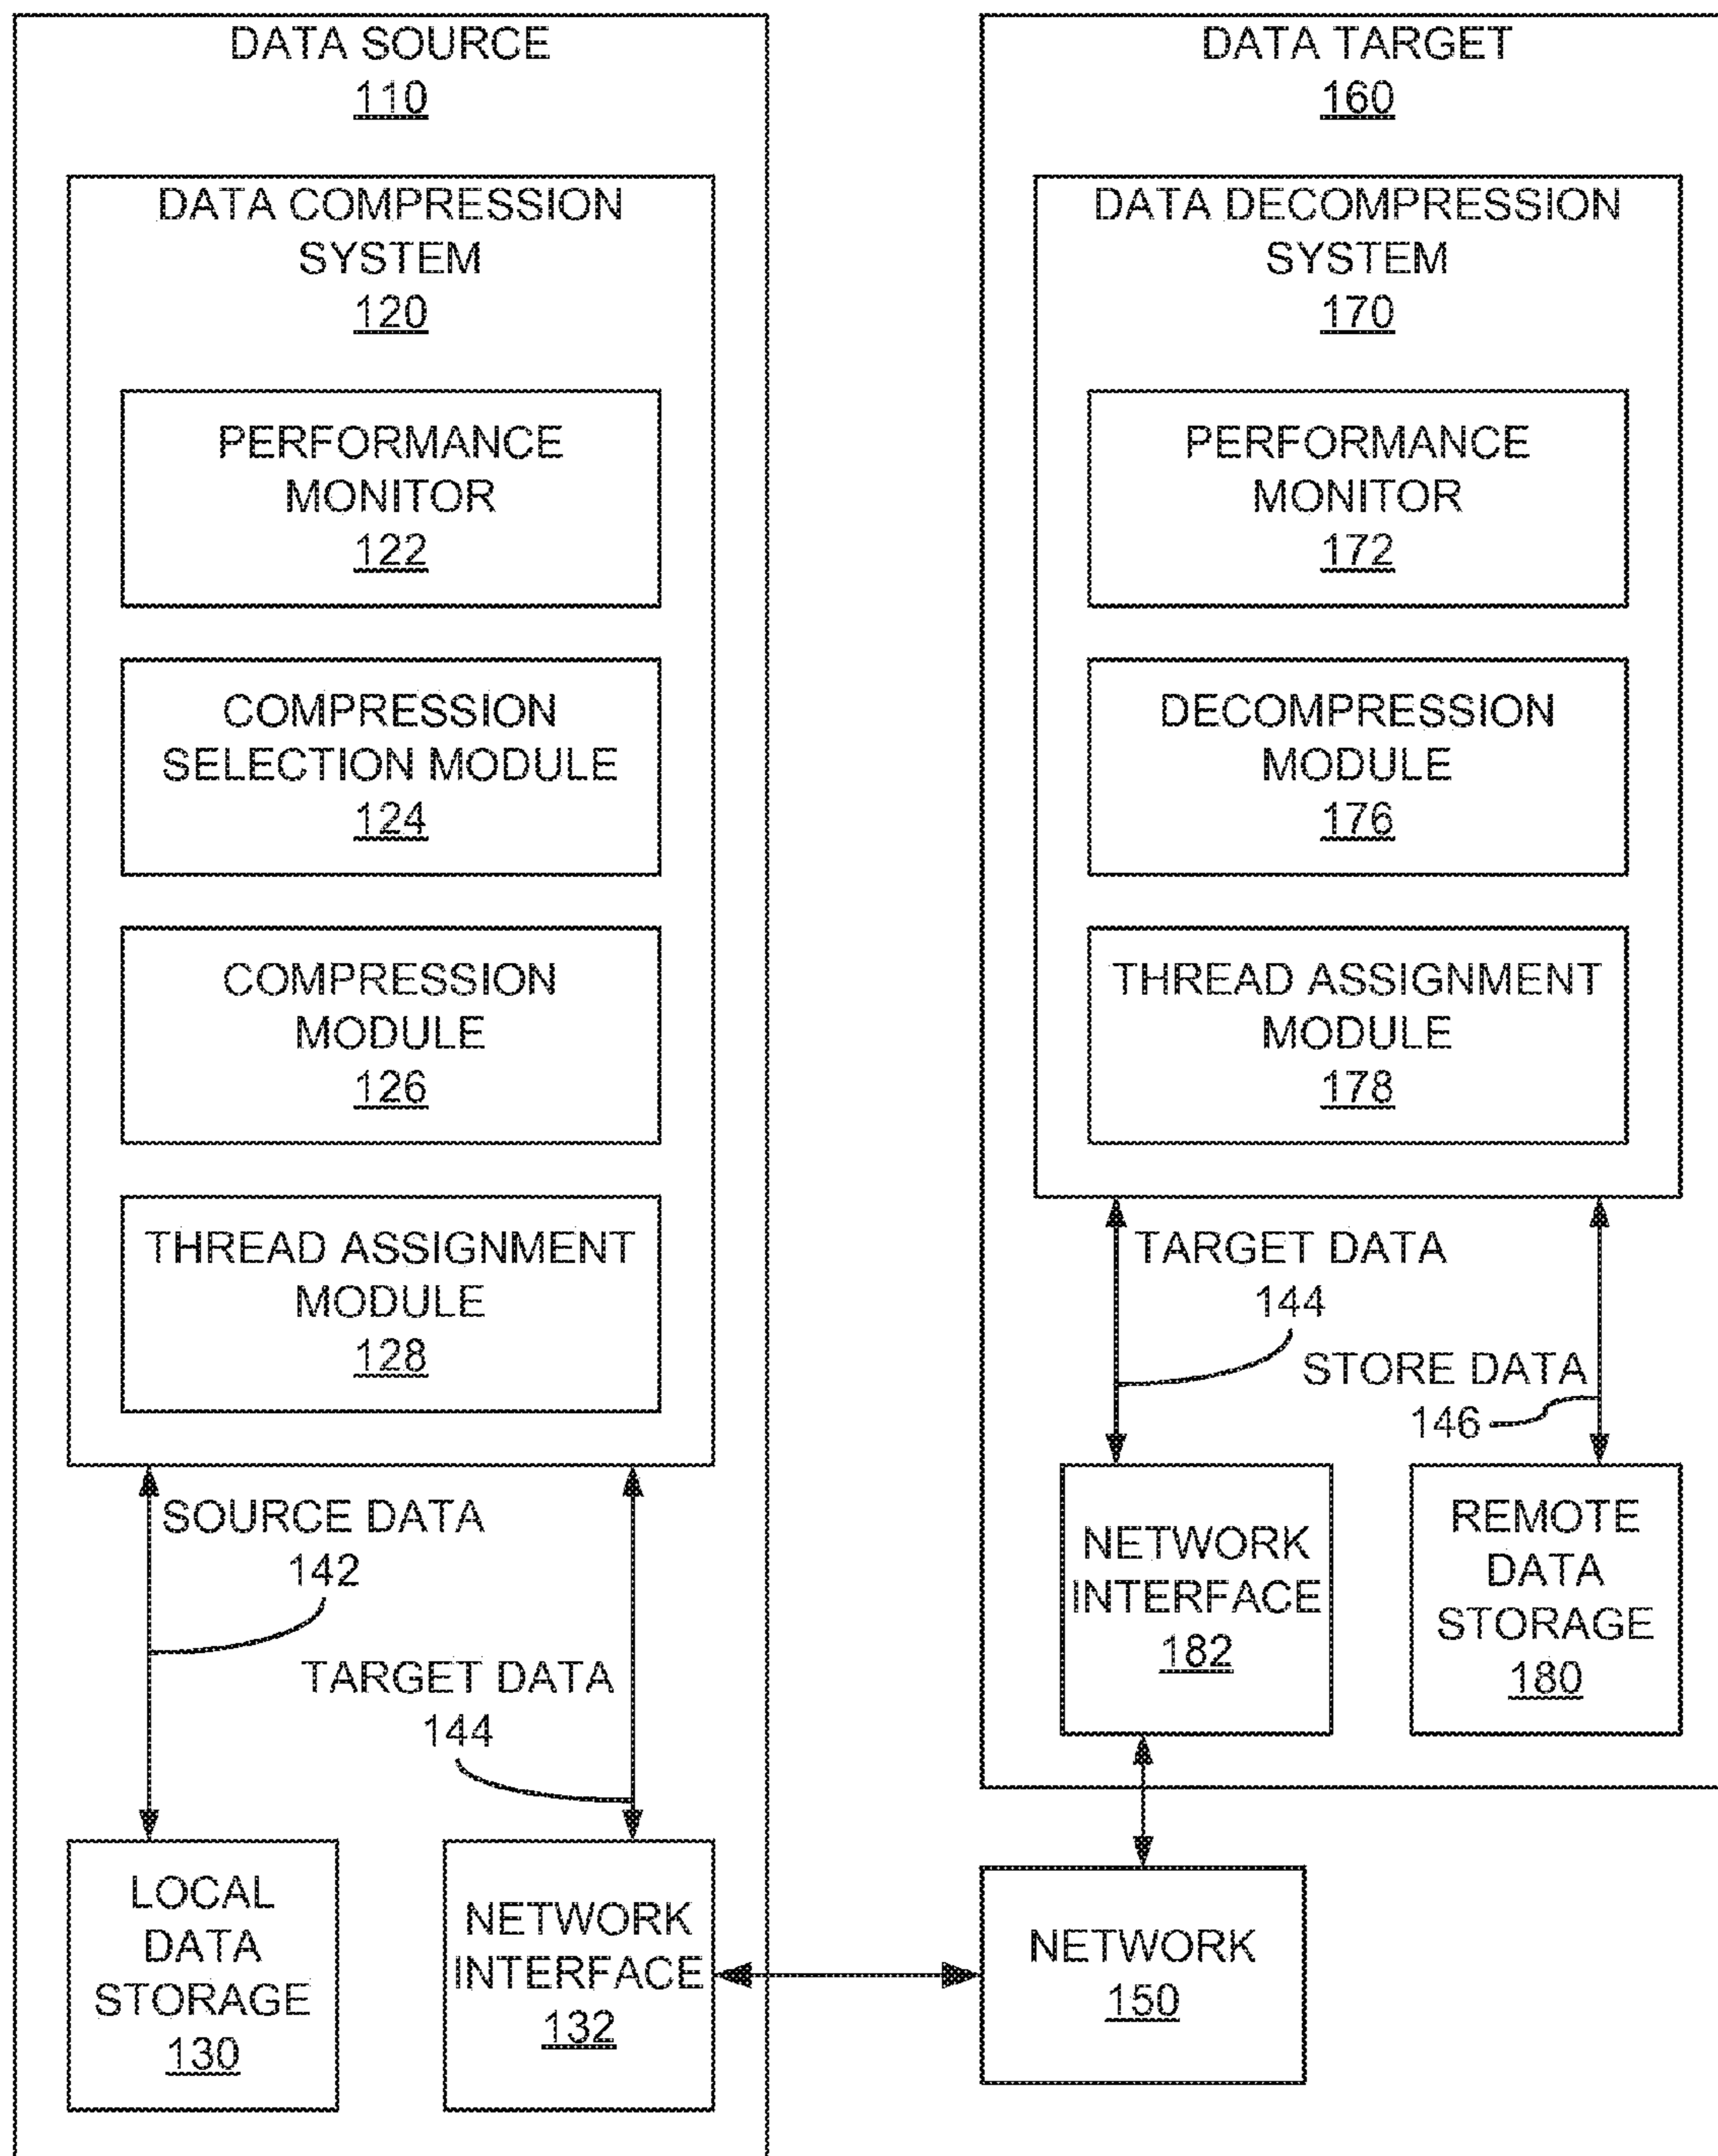 DATA SOURCE
110
DATA COMPRESSION
SYSTEM
120
PERFORMANCE
MONITOR
122
COMPRESSION
SELECTION MODULE
124
COMPRESSION
MODULE
126
THREAD ASSIGNMENT
MODULE
128
SOURCE DATA
142
TARGET DATA
144
LOCAL
DATA
STORAGE
130
NETWORK
INTERFACE
132
DATA TARGET
160
DATA DECOMPRESSION
SYSTEM
170
PERFORMANCE
MONITOR
172
DECOMPRESSION
MODULE
176
THREAD ASSIGNMENT
MODULE
178
TARGET DATA
144
STORE DATA
146
NETWORK
INTERFACE
182
REMOTE
DATA
STORAGE
180
NETWORK
150